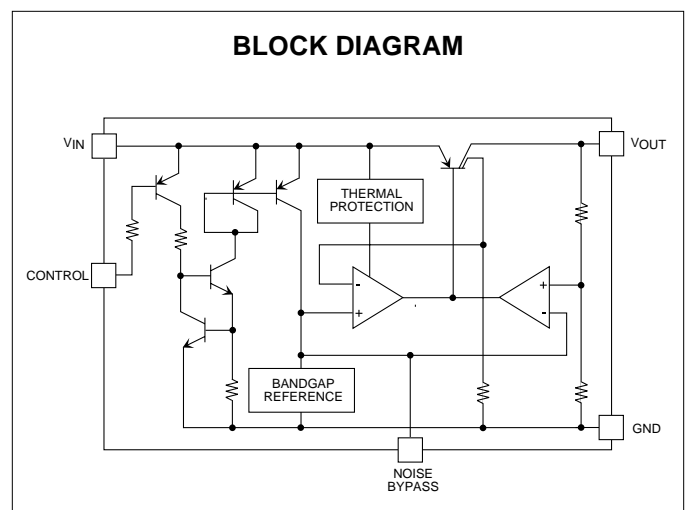 BLOCK DIAGRAM
VIN
VOUT
THERMAL
PROTECTION
CONTROL
-
+
+
-
BANDGAP
REFERENCE
GND
NOISE
BYPASS